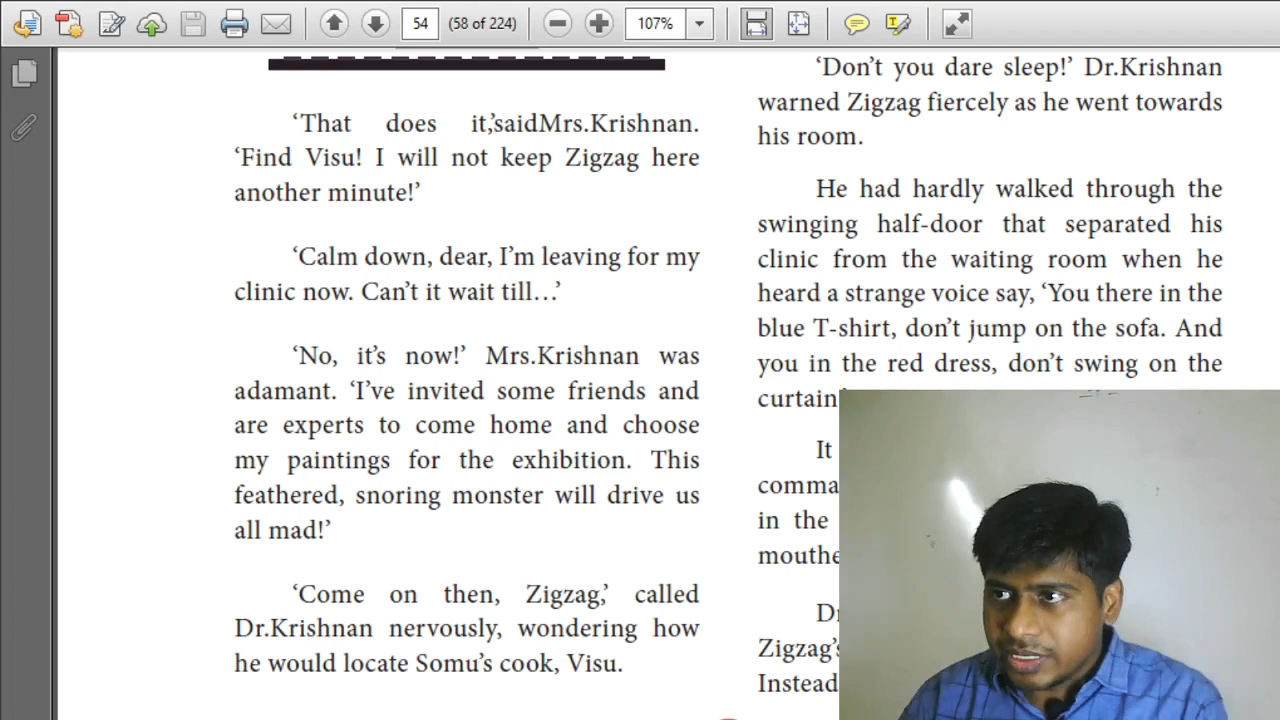 54
(58 of 224)
107%
‘That does it,’saidMrs.Krishnan.
‘Find Visu! I will not keep Zigzag here
another minute!’
‘Calm down, dear, I’m leaving for my
clinic now. Can’t it wait till…’
‘No, it’s now!’ Mrs.Krishnan was
adamant. ‘I’ve invited some friends and
are experts to come home and choose
my paintings for the exhibition. This
feathered, snoring monster will drive us
all mad!’
‘Come on then, Zigzag,’ called
Dr.Krishnan nervously, wondering how
he would locate Somu’s cook, Visu.
‘Don’t you dare sleep!’ Dr.Krishnan
warned Zigzag fiercely as he went towards
his room.
He had hardly walked through the
swinging half-door that separated his
clinic from the waiting room when he
heard a strange voice say, ‘You there in the
blue T-shirt, don’t jump on the sofa. And
you in the red dress, don’t swing on the
curtain
It
comma
in the
mouthe
Zigzag’s
Instead